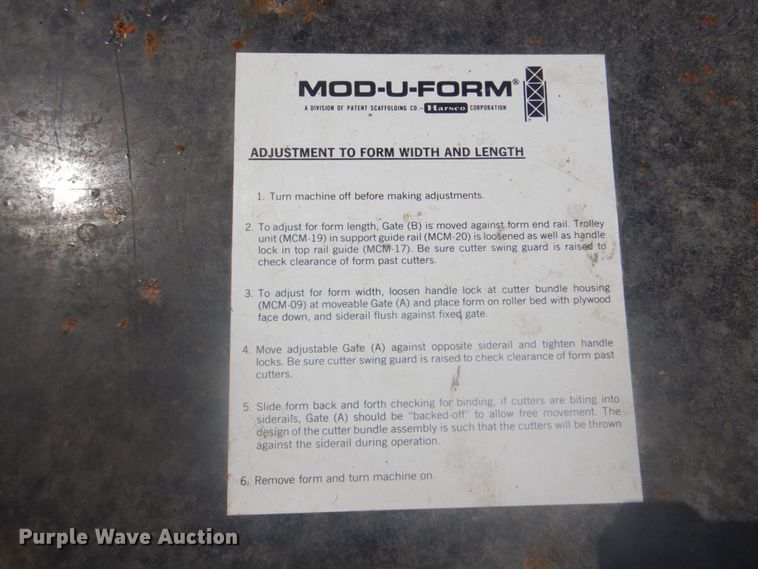 MOD-U-FORM®
A DIVISION OF PATENT SCAFFOLDING CO.- Harsco CORPORATION
ADJUSTMENT TO FORM WIDTH AND LENGTH
1. Turn machine off before making adjustments.
2. To adjust for form length, Gate (B) is moved against form end rail. Trolley
unit (MCM-19) in support guide rail (MCM-20) is loosened as well as handle
lock in top rail guide (MCM-17). Be sure cutter swing guard is raised to
check clearance of form past cutters.
3. To adjust for form width, loosen handle lock at cutter bundle housing
(MCM-09) at moveable Gate (A) and place form on roller bed with plywood
face down, and siderail flush against fixed gate.
4. Move adjustable Gate (A) against opposite siderail and tighten handle
locks. Be sure cutter swing guard is raised to check clearance of form past
cutters.
5. Slide form back and forth checking for binding, if cutters are biting into
siderails, Gate (A) should be "backed-off" to allow free movement. The
design of the cutter bundle assembly is such that the cutters will be thrown
against the siderail during operation.
6. Remove form and turn machine on.
Purple Wave Auction